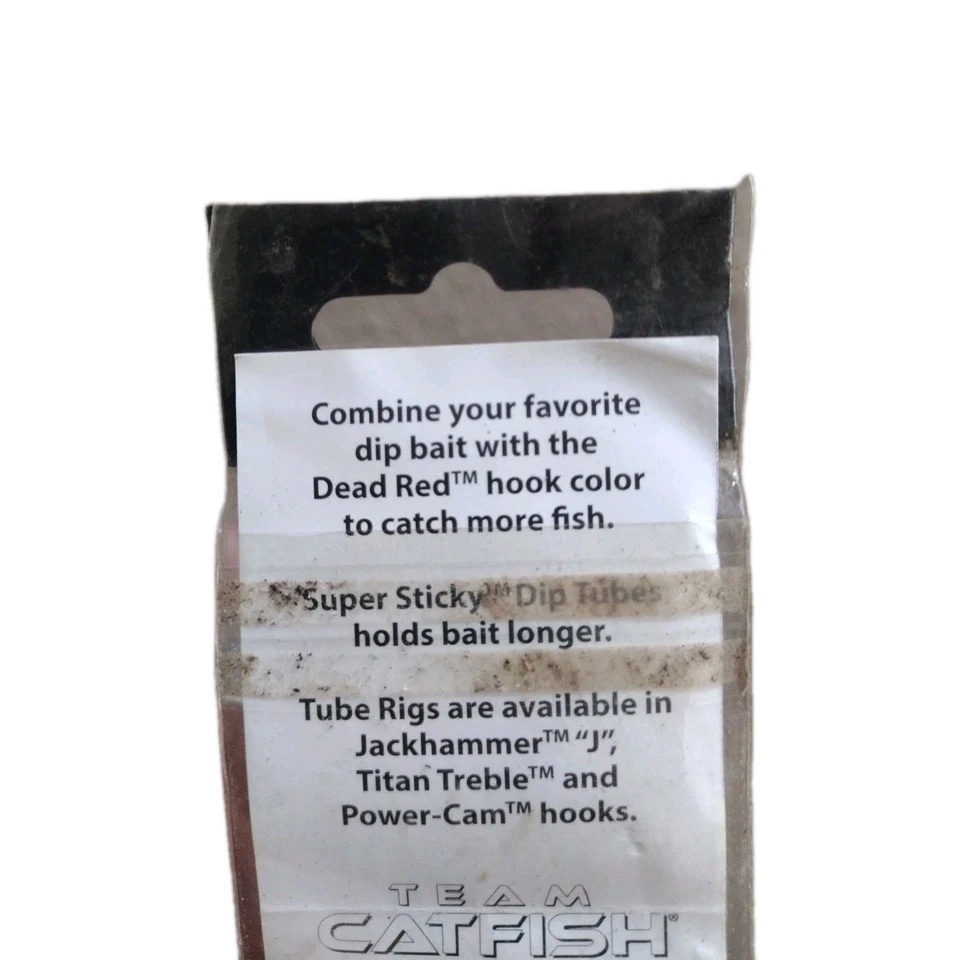 Combine your favorite
dip bait with the
Dead Red™ hook color
to catch more fish.
Super Sticky™ Dip Tubes
holds bait longer.
Tube Rigs are available in
Jackhammer™ “J”,
Titan Treble™ and
Power-Cam™ hooks.
TEAM
CATFISH®